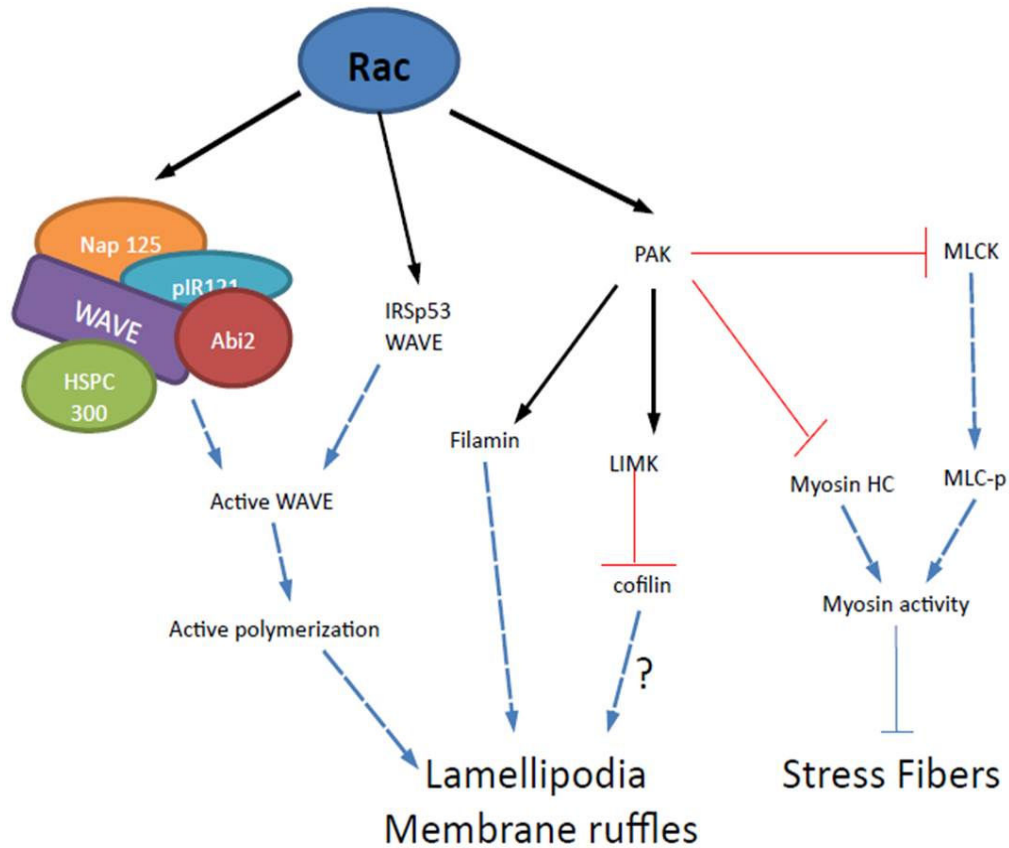 Rac
Nap 125
pIR121
WAVE
Abi2
HSPC
300
IRSp53
WAVE
PAK
MLCK
Filamin
LIMK
Myosin HC
MLC-p
Active WAVE
cofilin
Myosin activity
Active polymerization
?
Lamellipodia
Membrane ruffles
Stress Fibers